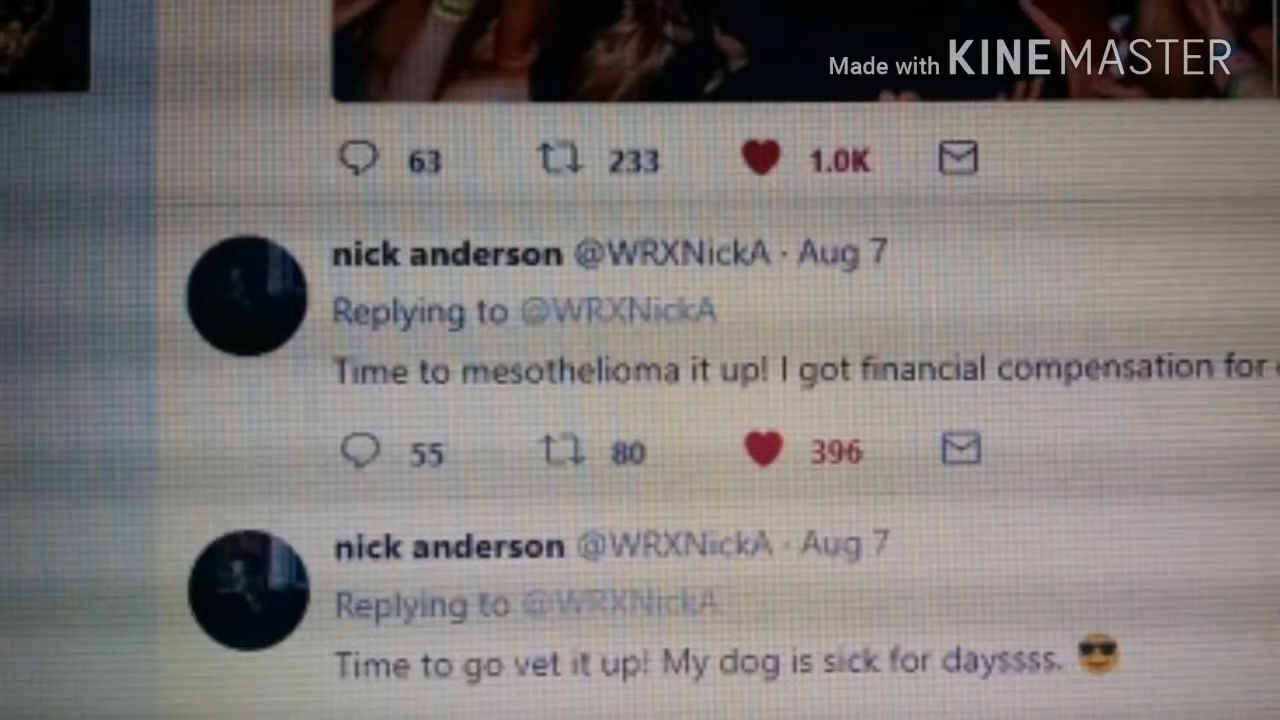 Made with KINEMASTER
63 233 1.0K
nick anderson @WRXNickA · Aug 7
Replying to @WRXNickA
Time to mesothelioma it up! I got financial compensation for
55 80 396
nick anderson @WRXNickA · Aug 7
Replying to @WRXNickA
Time to go vet it up! My dog is sick for dayssss. 😎